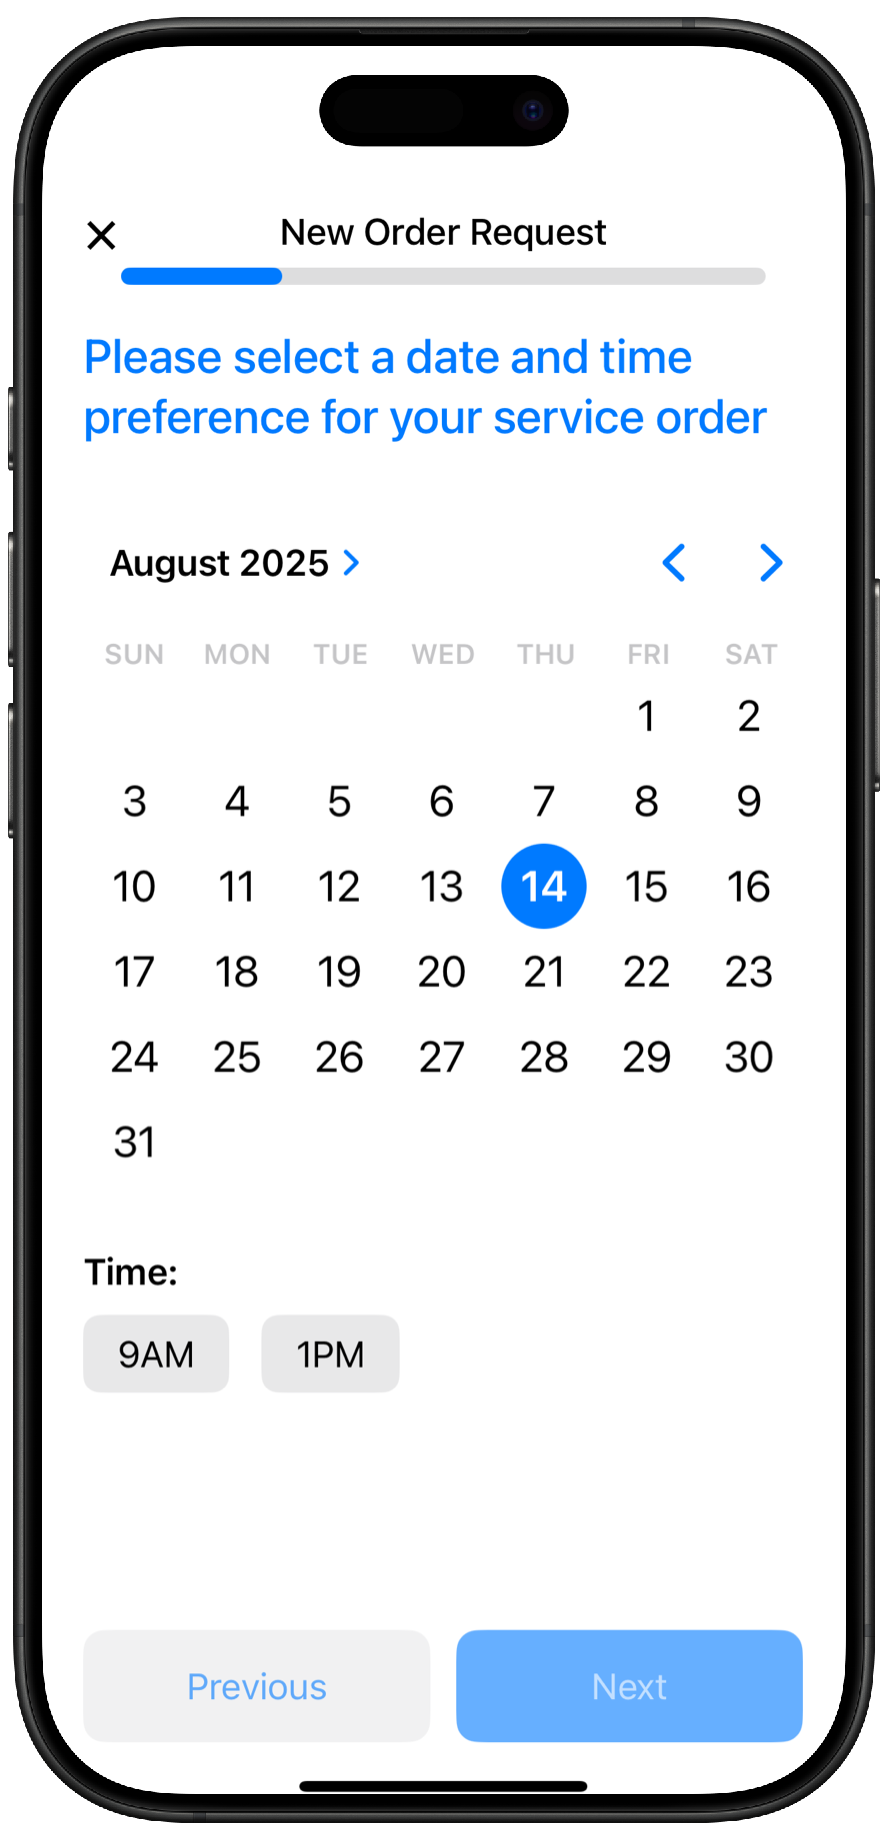 New Order Request
Please select a date and time
preference for your service order
August 2025
SUN MON TUE WED THU FRI SAT
1 2
3 4 5 6 7 8 9
10 11 12 13 14 15 16
17 18 19 20 21 22 23
24 25 26 27 28 29 30
31
Time:
9AM 1PM
Previous Next